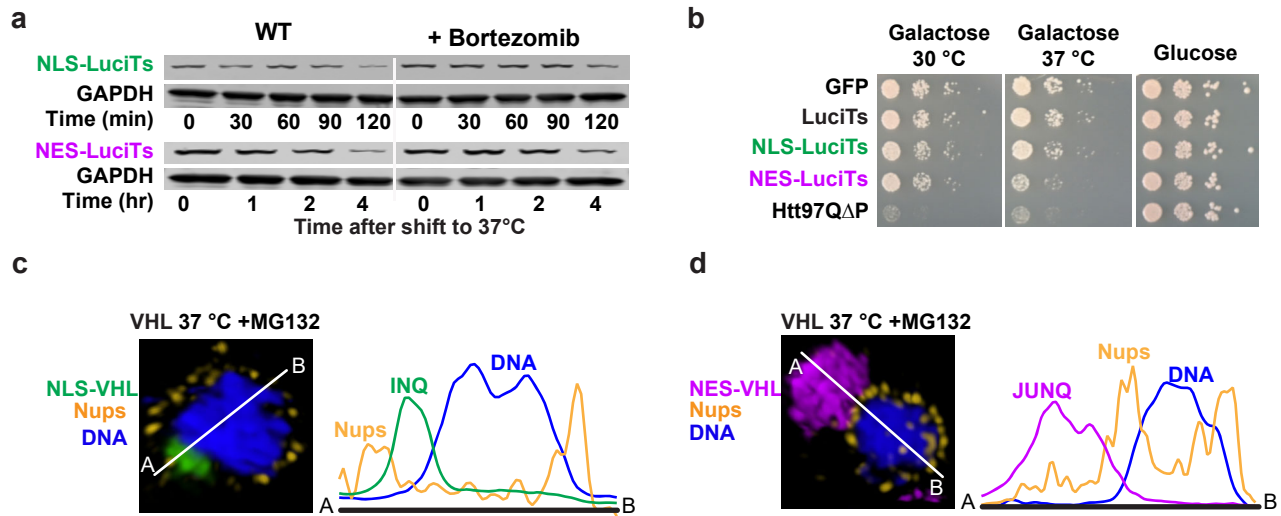 a
WT
+ Bortezomib
NLS-LuciTs
GAPDH
Time (min) 0 30 60 90 120 0 30 60 90 120
NES-LuciTs
GAPDH
Time (hr) 0 1 2 4 0 1 2 4
Time after shift to 37°C
b
Galactose 30 °C
Galactose 37 °C
Glucose
GFP
LuciTs
NLS-LuciTs
NES-LuciTs
Htt97QΔP
c
VHL 37 °C +MG132
NLS-VHL
Nups
DNA
A
B
Nups
INQ
DNA
A
B
d
VHL 37 °C +MG132
NES-VHL
Nups
DNA
A
B
JUNQ
Nups
DNA
A
B